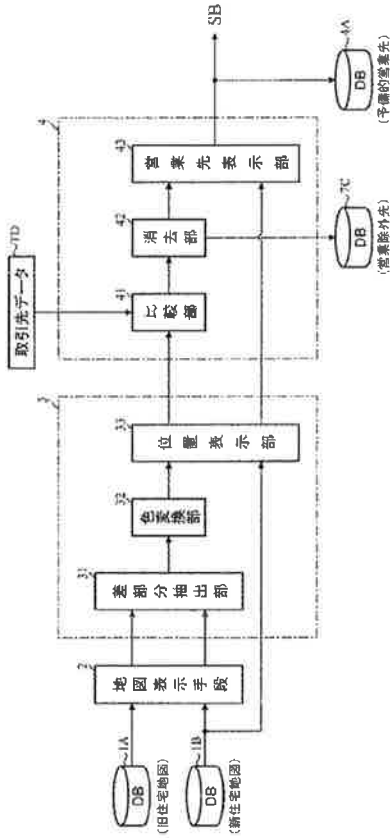 DB
~1A
(旧住宅地図)
DB
~1B
(新住宅地図)
2
地図表示手段
3
31
差部分抽出部
32
色変換部
33
位置表示部
取引先データ
~7D
4
41
比較部
42
消去部
43
営業先表示部
SB
DB
~7C
(営業除外先)
DB
~4A
(予備的営業先)